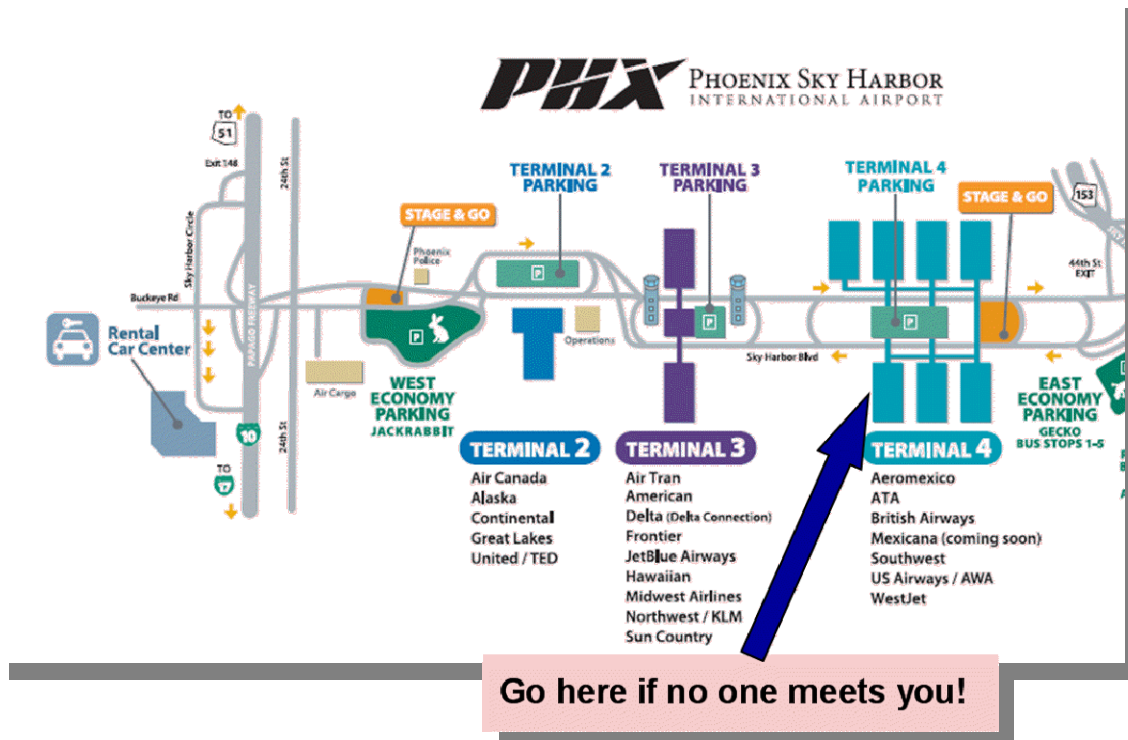 PHX PHOENIX SKY HARBOR
INTERNATIONAL AIRPORT
TO
51
Exit 148
24th St
Sky Harbor Circle
STAGE & GO
Phoenix
Police
TERMINAL 2
PARKING
TERMINAL 3
PARKING
TERMINAL 4
PARKING
STAGE & GO
153
44th St
EXIT
Buckeye Rd
PAPAGO FREEWAY
P
P
P
P
Rental
Car Center
Air Cargo
Operations
Sky Harbor Blvd
WEST
ECONOMY
PARKING
JACKRABBIT
EAST
ECONOMY
PARKING
GECKO
BUS STOPS 1-5
10
24th St
TO
17
TERMINAL 2
Air Canada
Alaska
Continental
Great Lakes
United / TED
TERMINAL 3
Air Tran
American
Delta (Delta Connection)
Frontier
JetBlue Airways
Hawaiian
Midwest Airlines
Northwest / KLM
Sun Country
TERMINAL 4
Aeromexico
ATA
British Airways
Mexicana (coming soon)
Southwest
US Airways / AWA
WestJet
Go here if no one meets you!